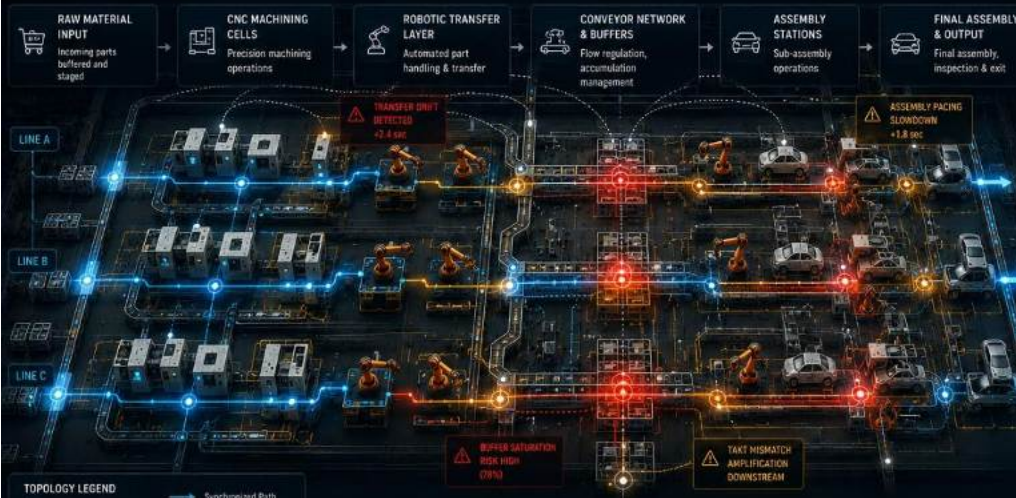 RAW MATERIAL
INPUT
Incoming parts
buffered and
staged
CNC MACHINING
CELLS
Precision machining
operations
ROBOTIC TRANSFER
LAYER
Automated part
handling & transfer
CONVEYOR NETWORK
& BUFFERS
Flow regulation,
accumulation
management
ASSEMBLY
STATIONS
Sub-assembly
operations
FINAL ASSEMBLY
& OUTPUT
Final assembly,
inspection & exit
TRANSFER DRIFT
DETECTED
+2.4 sec
ASSEMBLY PACING
SLOWDOWN
+1.8 sec
LINE A
LINE B
LINE C
BUFFER SATURATION
RISK HIGH
(78%)
TAKT MISMATCH
AMPLIFICATION
DOWNSTREAM
TOPOLOGY LEGEND
Synchronized Path